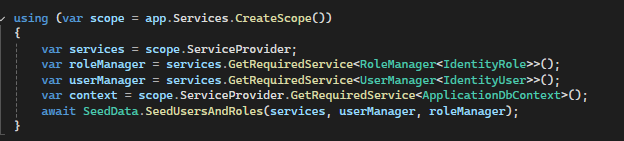 using (var scope = app.Services.CreateScope())
{
    var services = scope.ServiceProvider;
    var roleManager = services.GetRequiredService<RoleManager<IdentityRole>>();
    var userManager = services.GetRequiredService<UserManager<IdentityUser>>();
    var context = scope.ServiceProvider.GetRequiredService<ApplicationDbContext>();
    await SeedData.SeedUsersAndRoles(services, userManager, roleManager);
}